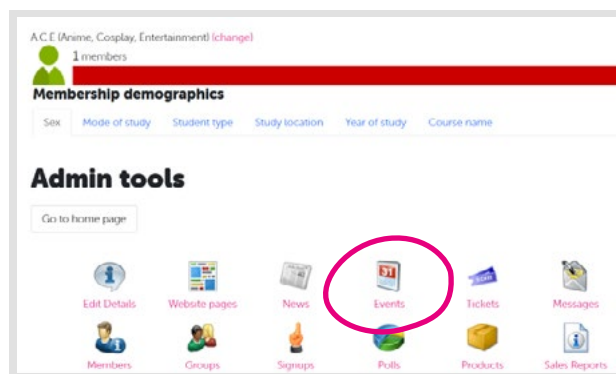 A.C.E (Anime, Cosplay, Entertainment) (change)
1 members
Membership demographics
Sex Mode of study Student type Study location Year of study Course name
Admin tools
Go to home page
31
Edit Details Website pages News Events Tickets Messages
Members Groups Signups Polls Products Sales Reports